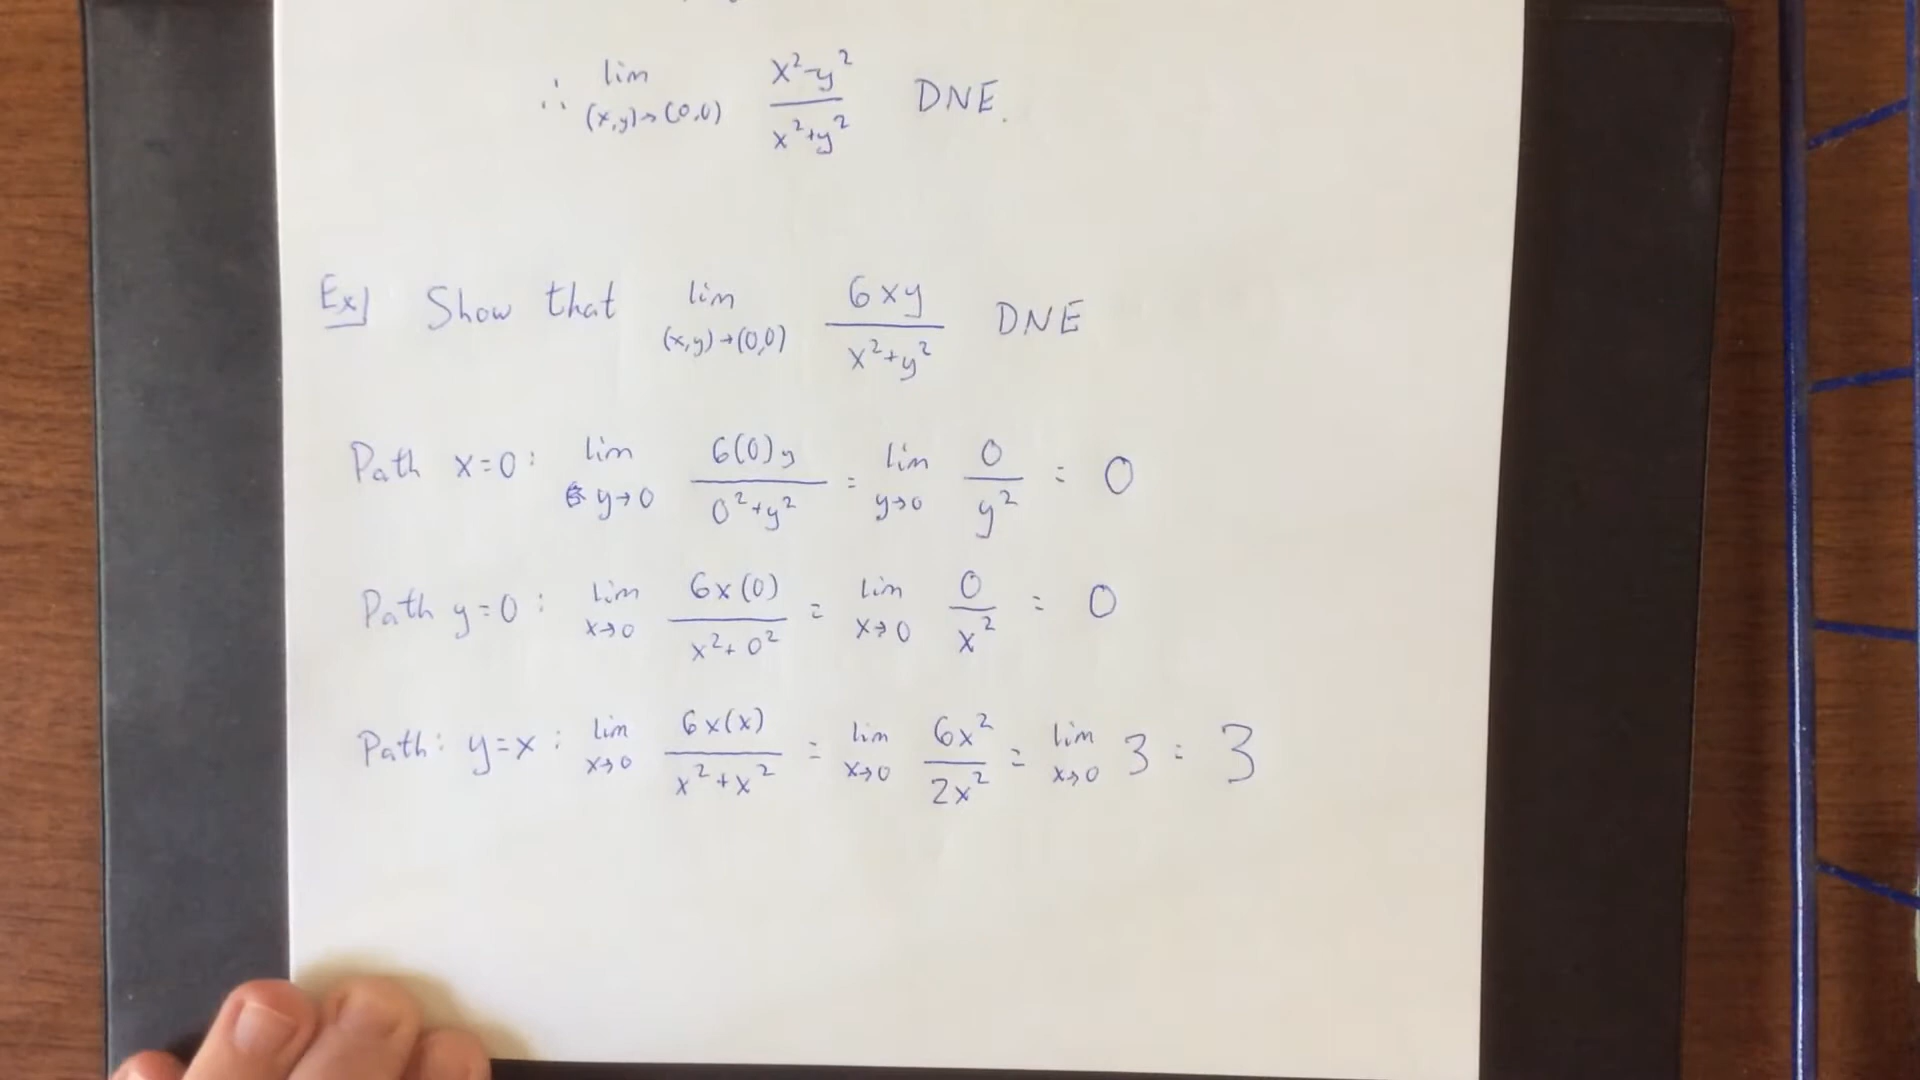 ∴ lim (x,y)→(0,0) x²-y² / x²+y² DNE.
Ex] Show that lim (x,y)→(0,0) 6xy / x²+y² DNE
Path x=0: lim y→0 6(0)y / 0²+y² = lim y→0 0 / y² = 0
Path y=0: lim x→0 6x(0) / x²+0² = lim x→0 0 / x² = 0
Path: y=x: lim x→0 6x(x) / x²+x² = lim x→0 6x² / 2x² = lim x→0 3 = 3